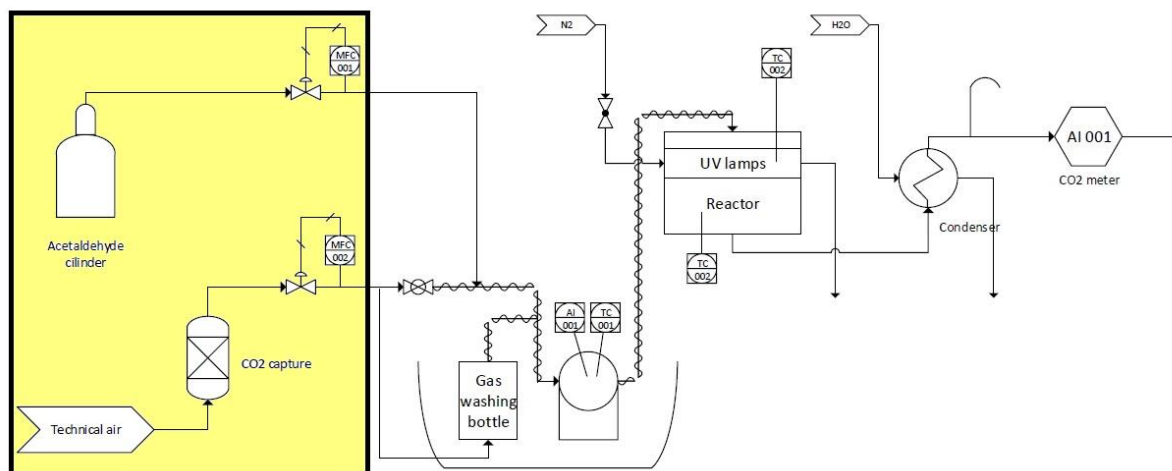 N2
H2O
MFC
001
TC
002
AI 001
UV lamps
CO2 meter
Reactor
Condenser
Acetaldehyde
cilinder
MFC
002
TC
002
AI
001
TC
001
CO2 capture
Gas
washing
bottle
Technical air